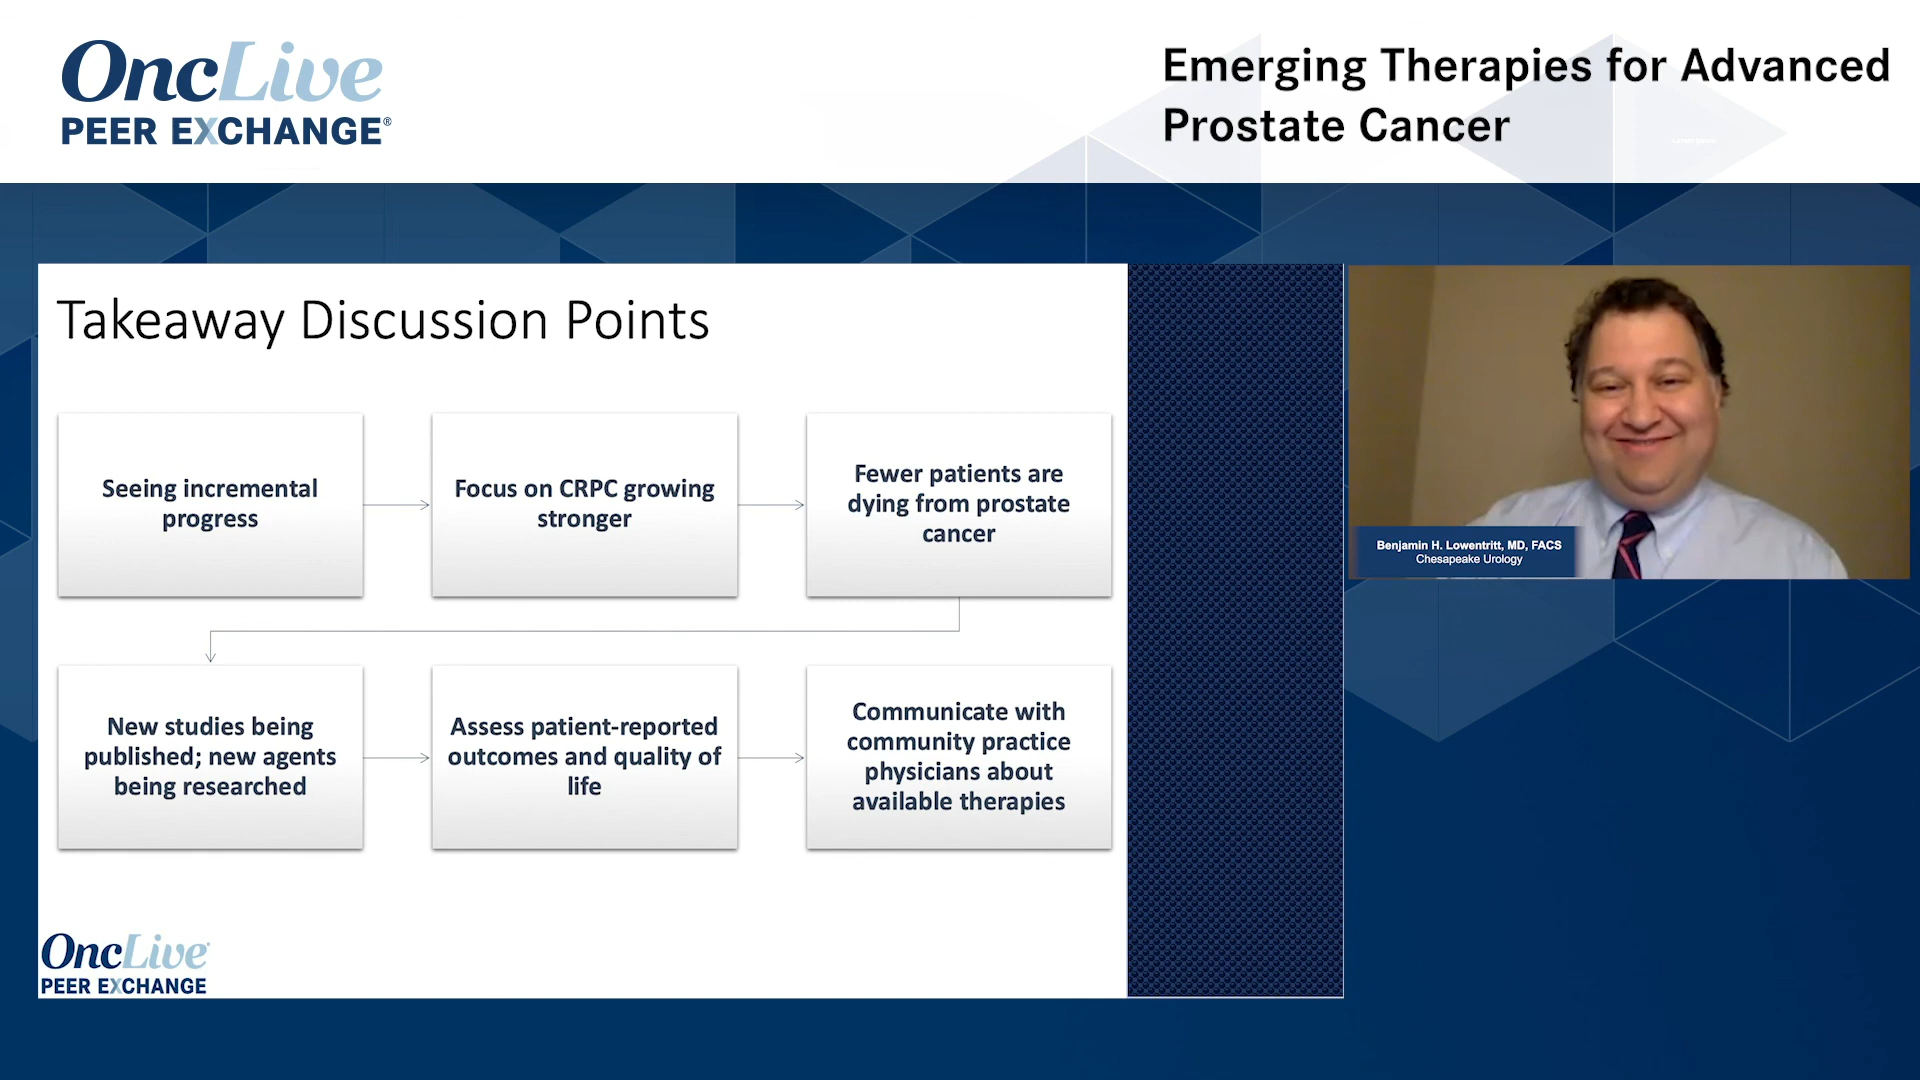 OncLive
PEER EXCHANGE®
Emerging Therapies for Advanced
Prostate Cancer
Takeaway Discussion Points
Seeing incremental
progress
Focus on CRPC growing
stronger
Fewer patients are
dying from prostate
cancer
New studies being
published; new agents
being researched
Assess patient-reported
outcomes and quality of
life
Communicate with
community practice
physicians about
available therapies
Benjamin H. Lowentritt, MD, FACS
Chesapeake Urology
OncLive®
PEER EXCHANGE